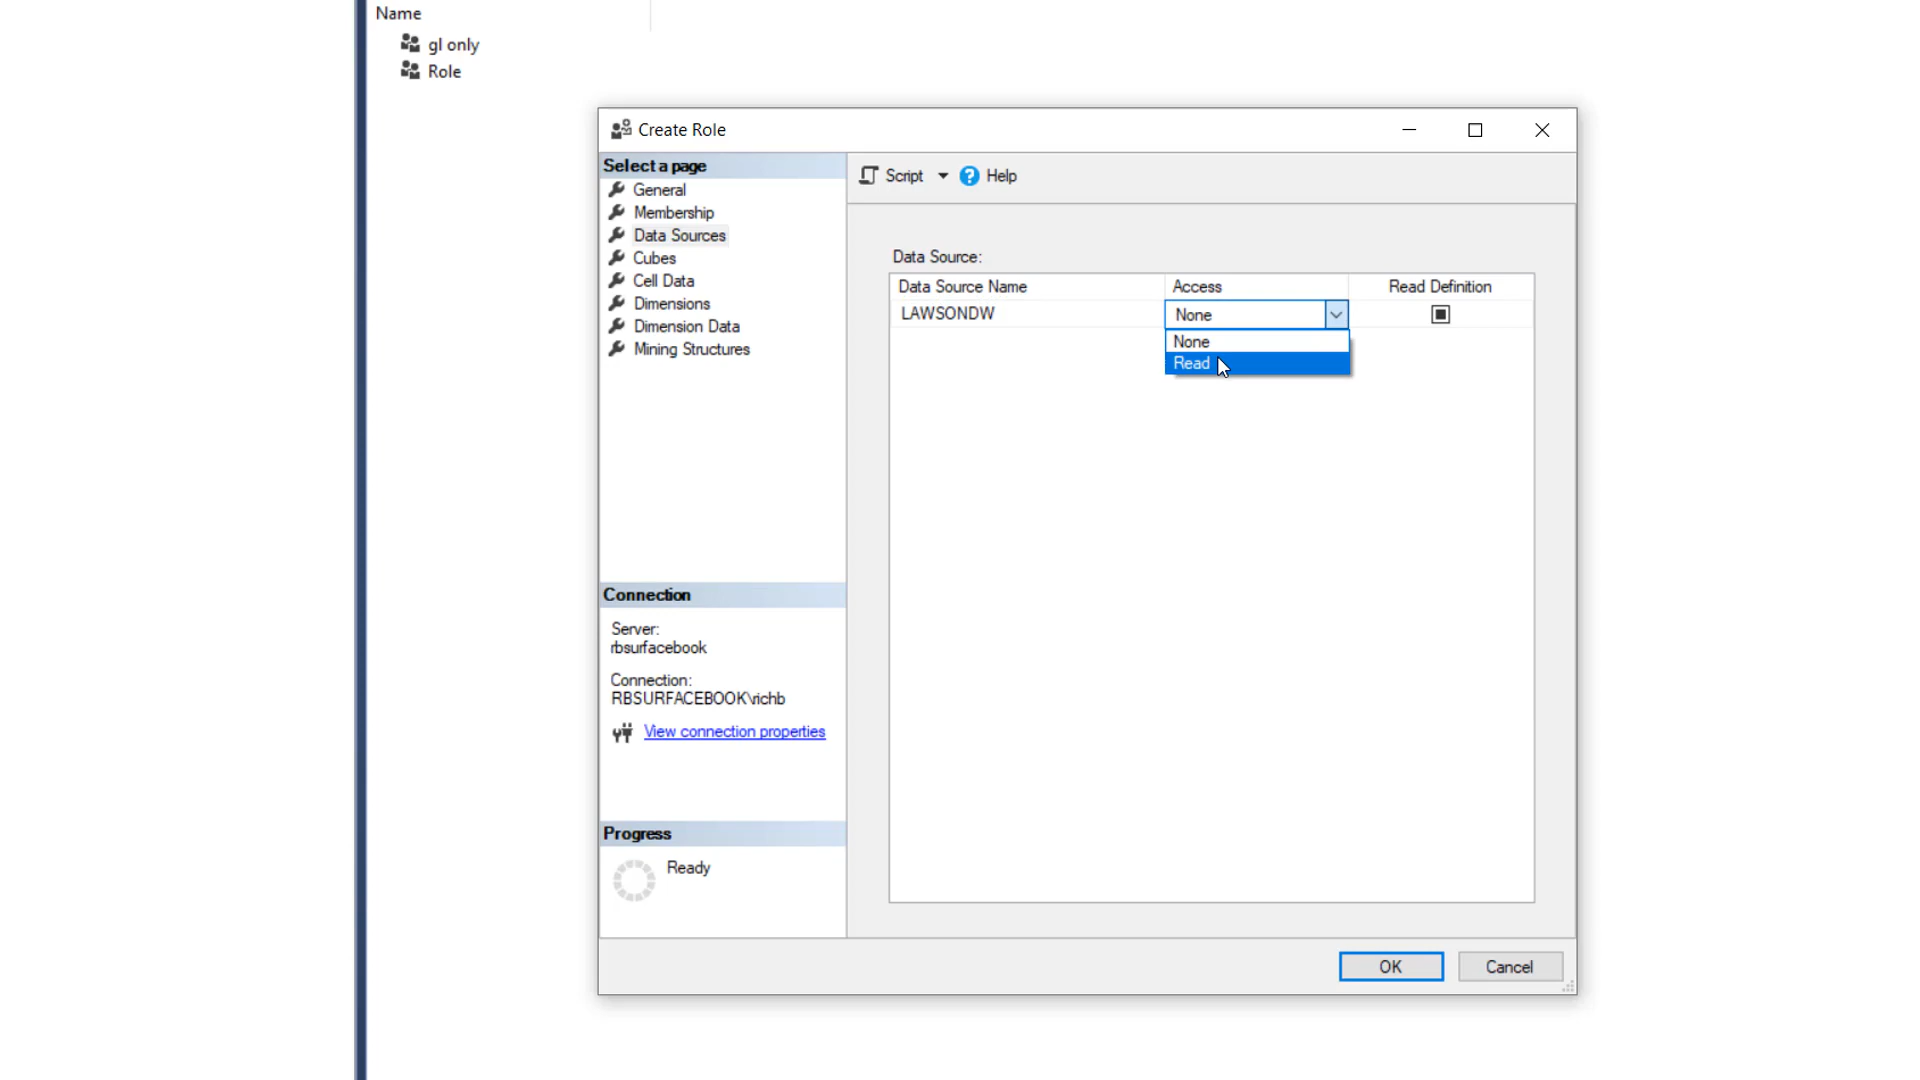 Name
gl only
Role
Create Role
Select a page
General
Membership
Data Sources
Cubes
Cell Data
Dimensions
Dimension Data
Mining Structures
Connection
Server:
rbsurfacebook
Connection:
RBSURFACEBOOK\richb
View connection properties
Progress
Ready
Script
Help
Data Source:
Data Source Name Access Read Definition
LAWSONDW None
None
Read
OK Cancel